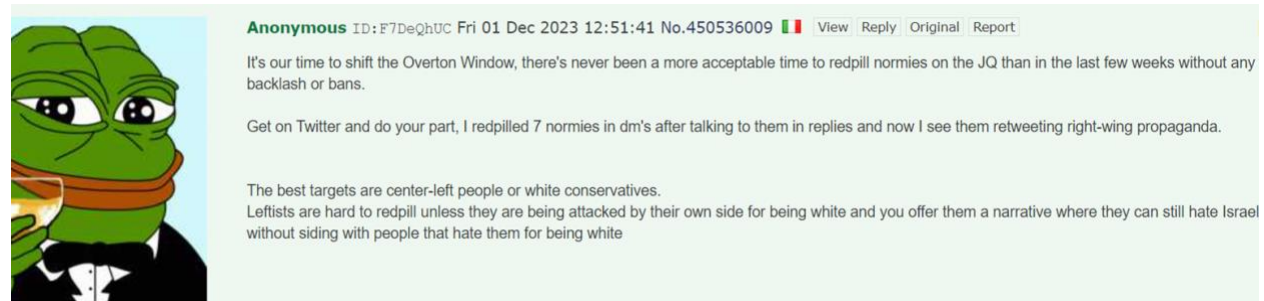 Anonymous ID:F7DeQhUC Fri 01 Dec 2023 12:51:41 No.450536009 View Reply Original Report
It's our time to shift the Overton Window, there's never been a more acceptable time to redpill normies on the JQ than in the last few weeks without any
backlash or bans.
Get on Twitter and do your part, I redpilled 7 normies in dm's after talking to them in replies and now I see them retweeting right-wing propaganda.
The best targets are center-left people or white conservatives.
Leftists are hard to redpill unless they are being attacked by their own side for being white and you offer them a narrative where they can still hate Israel
without siding with people that hate them for being white